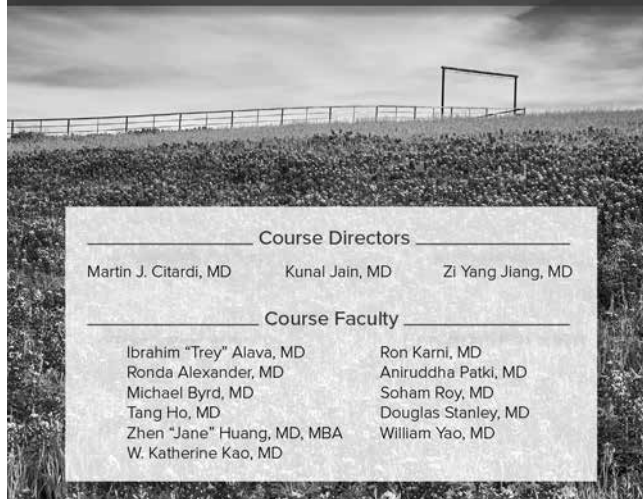 Course Directors
Martin J. Citardi, MD Kunal Jain, MD Zi Yang Jiang, MD
Course Faculty
Ibrahim “Trey” Alava, MD
Ronda Alexander, MD
Michael Byrd, MD
Tang Ho, MD
Zhen “Jane” Huang, MD, MBA
W. Katherine Kao, MD
Ron Karni, MD
Aniruddha Patki, MD
Soham Roy, MD
Douglas Stanley, MD
William Yao, MD